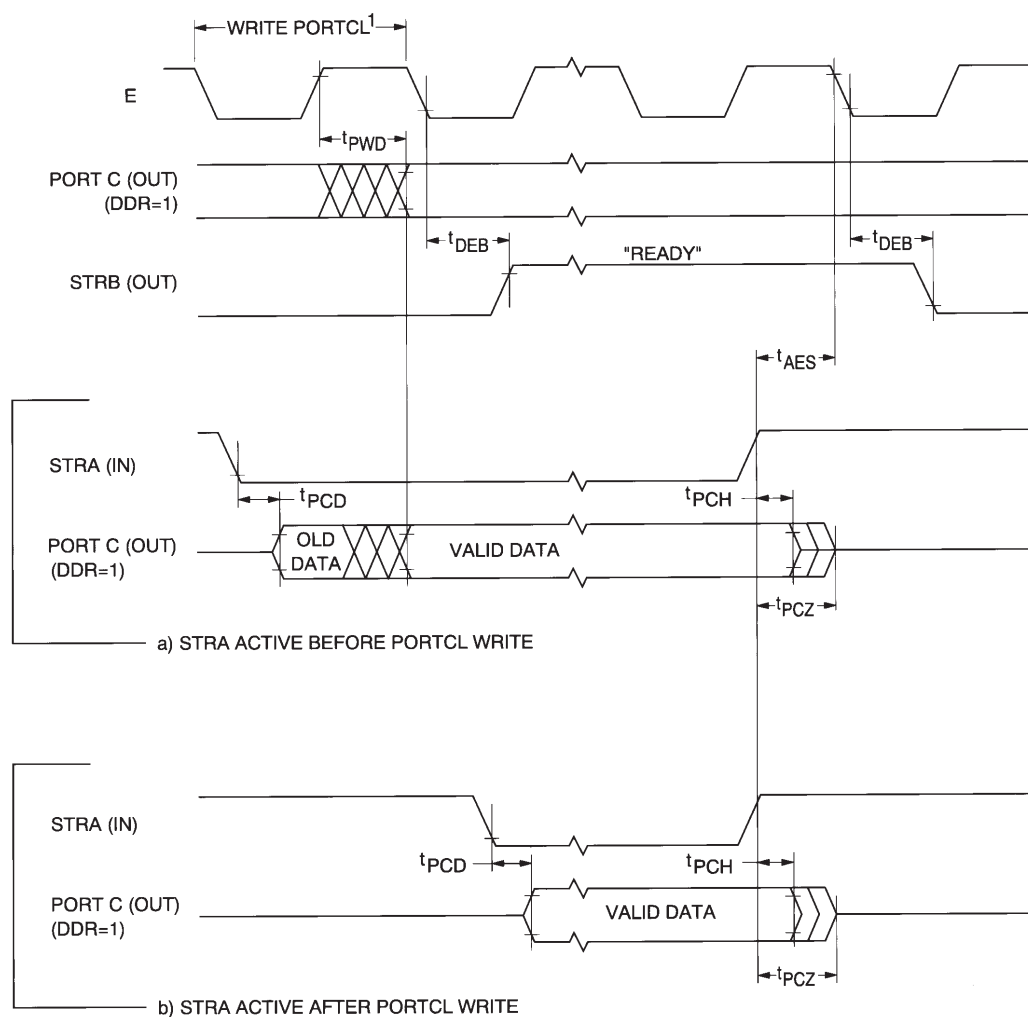 WRITE PORTCL1
E
tPWD
PORT C (OUT)
(DDR=1)
tDEB
tDEB
"READY"
STRB (OUT)
tAES
STRA (IN)
tPCD
tPCH
PORT C (OUT)
(DDR=1)
OLD
DATA
VALID DATA
tPCZ
a) STRA ACTIVE BEFORE PORTCL WRITE
STRA (IN)
tPCD
tPCH
PORT C (OUT)
(DDR=1)
VALID DATA
tPCZ
b) STRA ACTIVE AFTER PORTCL WRITE